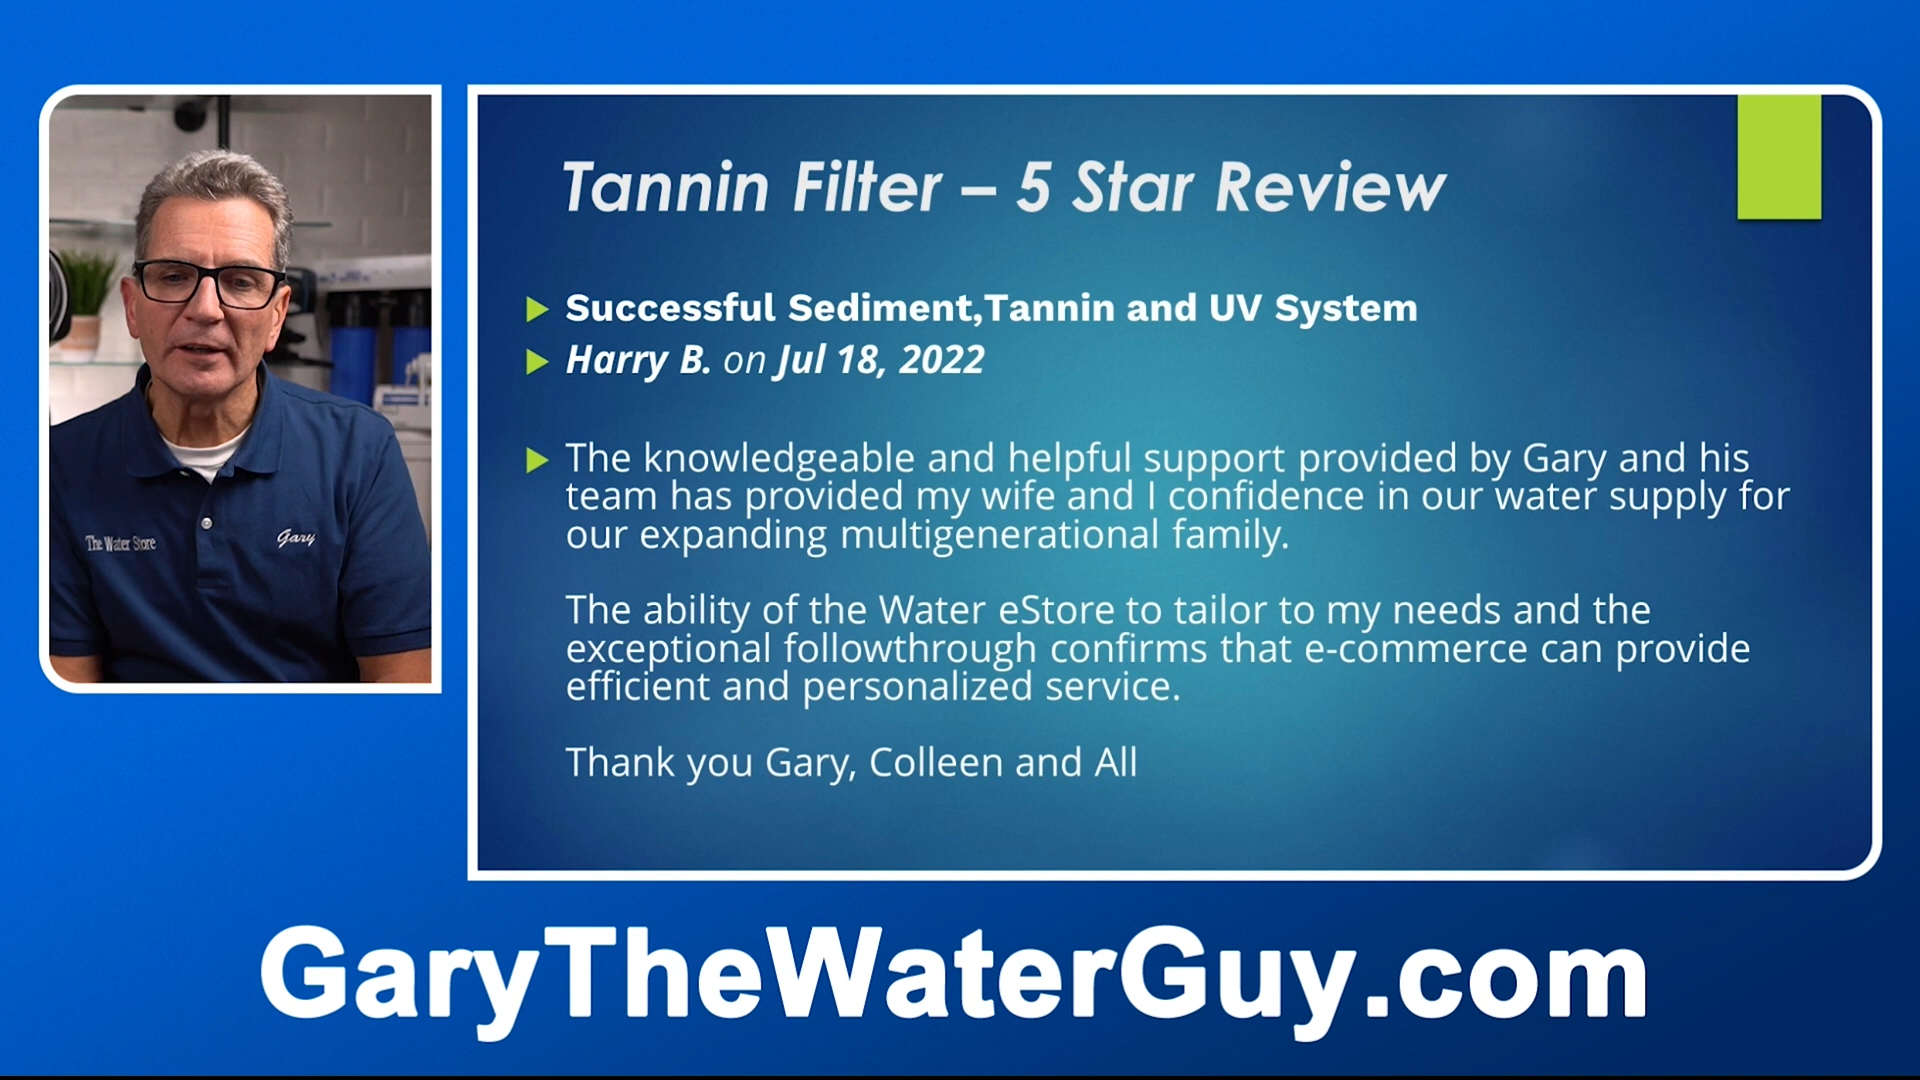 Tannin Filter – 5 Star Review
Successful Sediment,Tannin and UV System
Harry B. on Jul 18, 2022
The knowledgeable and helpful support provided by Gary and his
team has provided my wife and I confidence in our water supply for
our expanding multigenerational family.
The ability of the Water eStore to tailor to my needs and the
exceptional followthrough confirms that e-commerce can provide
efficient and personalized service.
Thank you Gary, Colleen and All
The Water Store
Gary
GaryTheWaterGuy.com